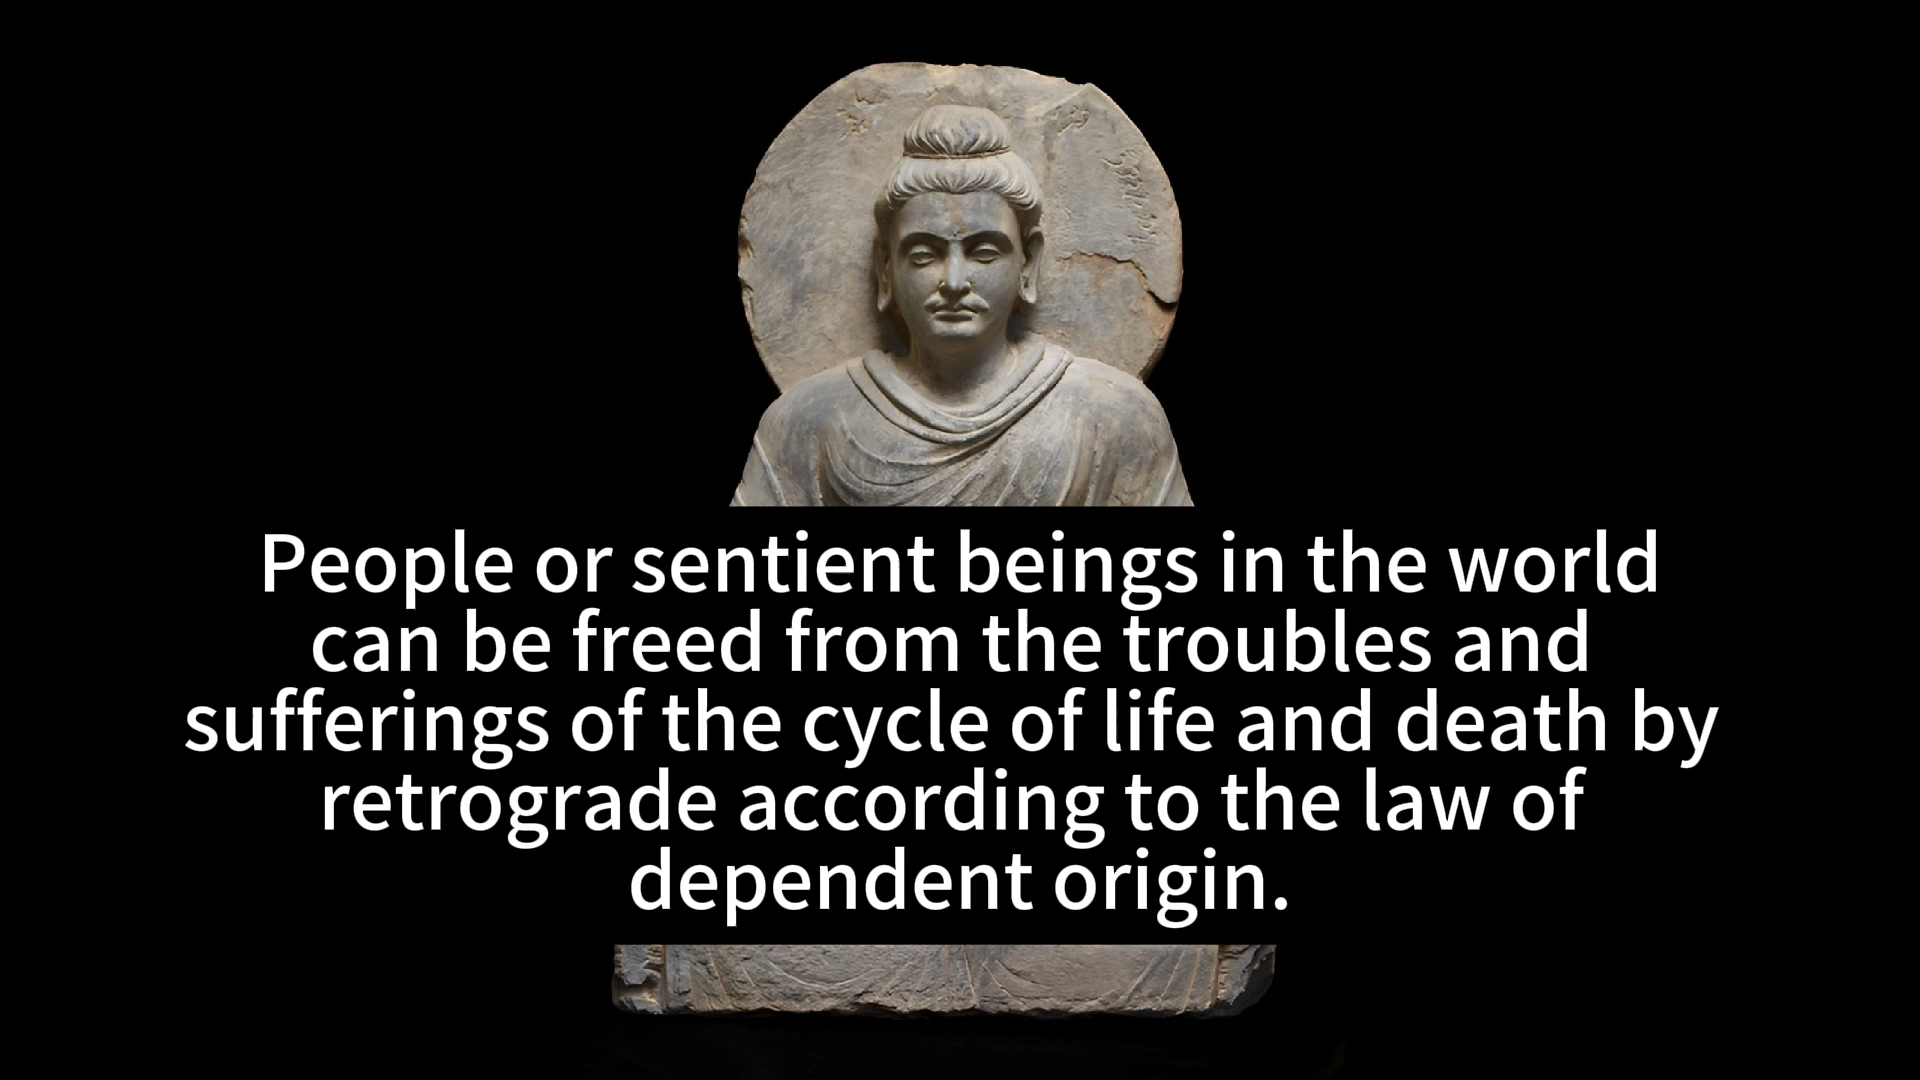 People or sentient beings in the world
can be freed from the troubles and
sufferings of the cycle of life and death by
retrograde according to the law of
dependent origin.